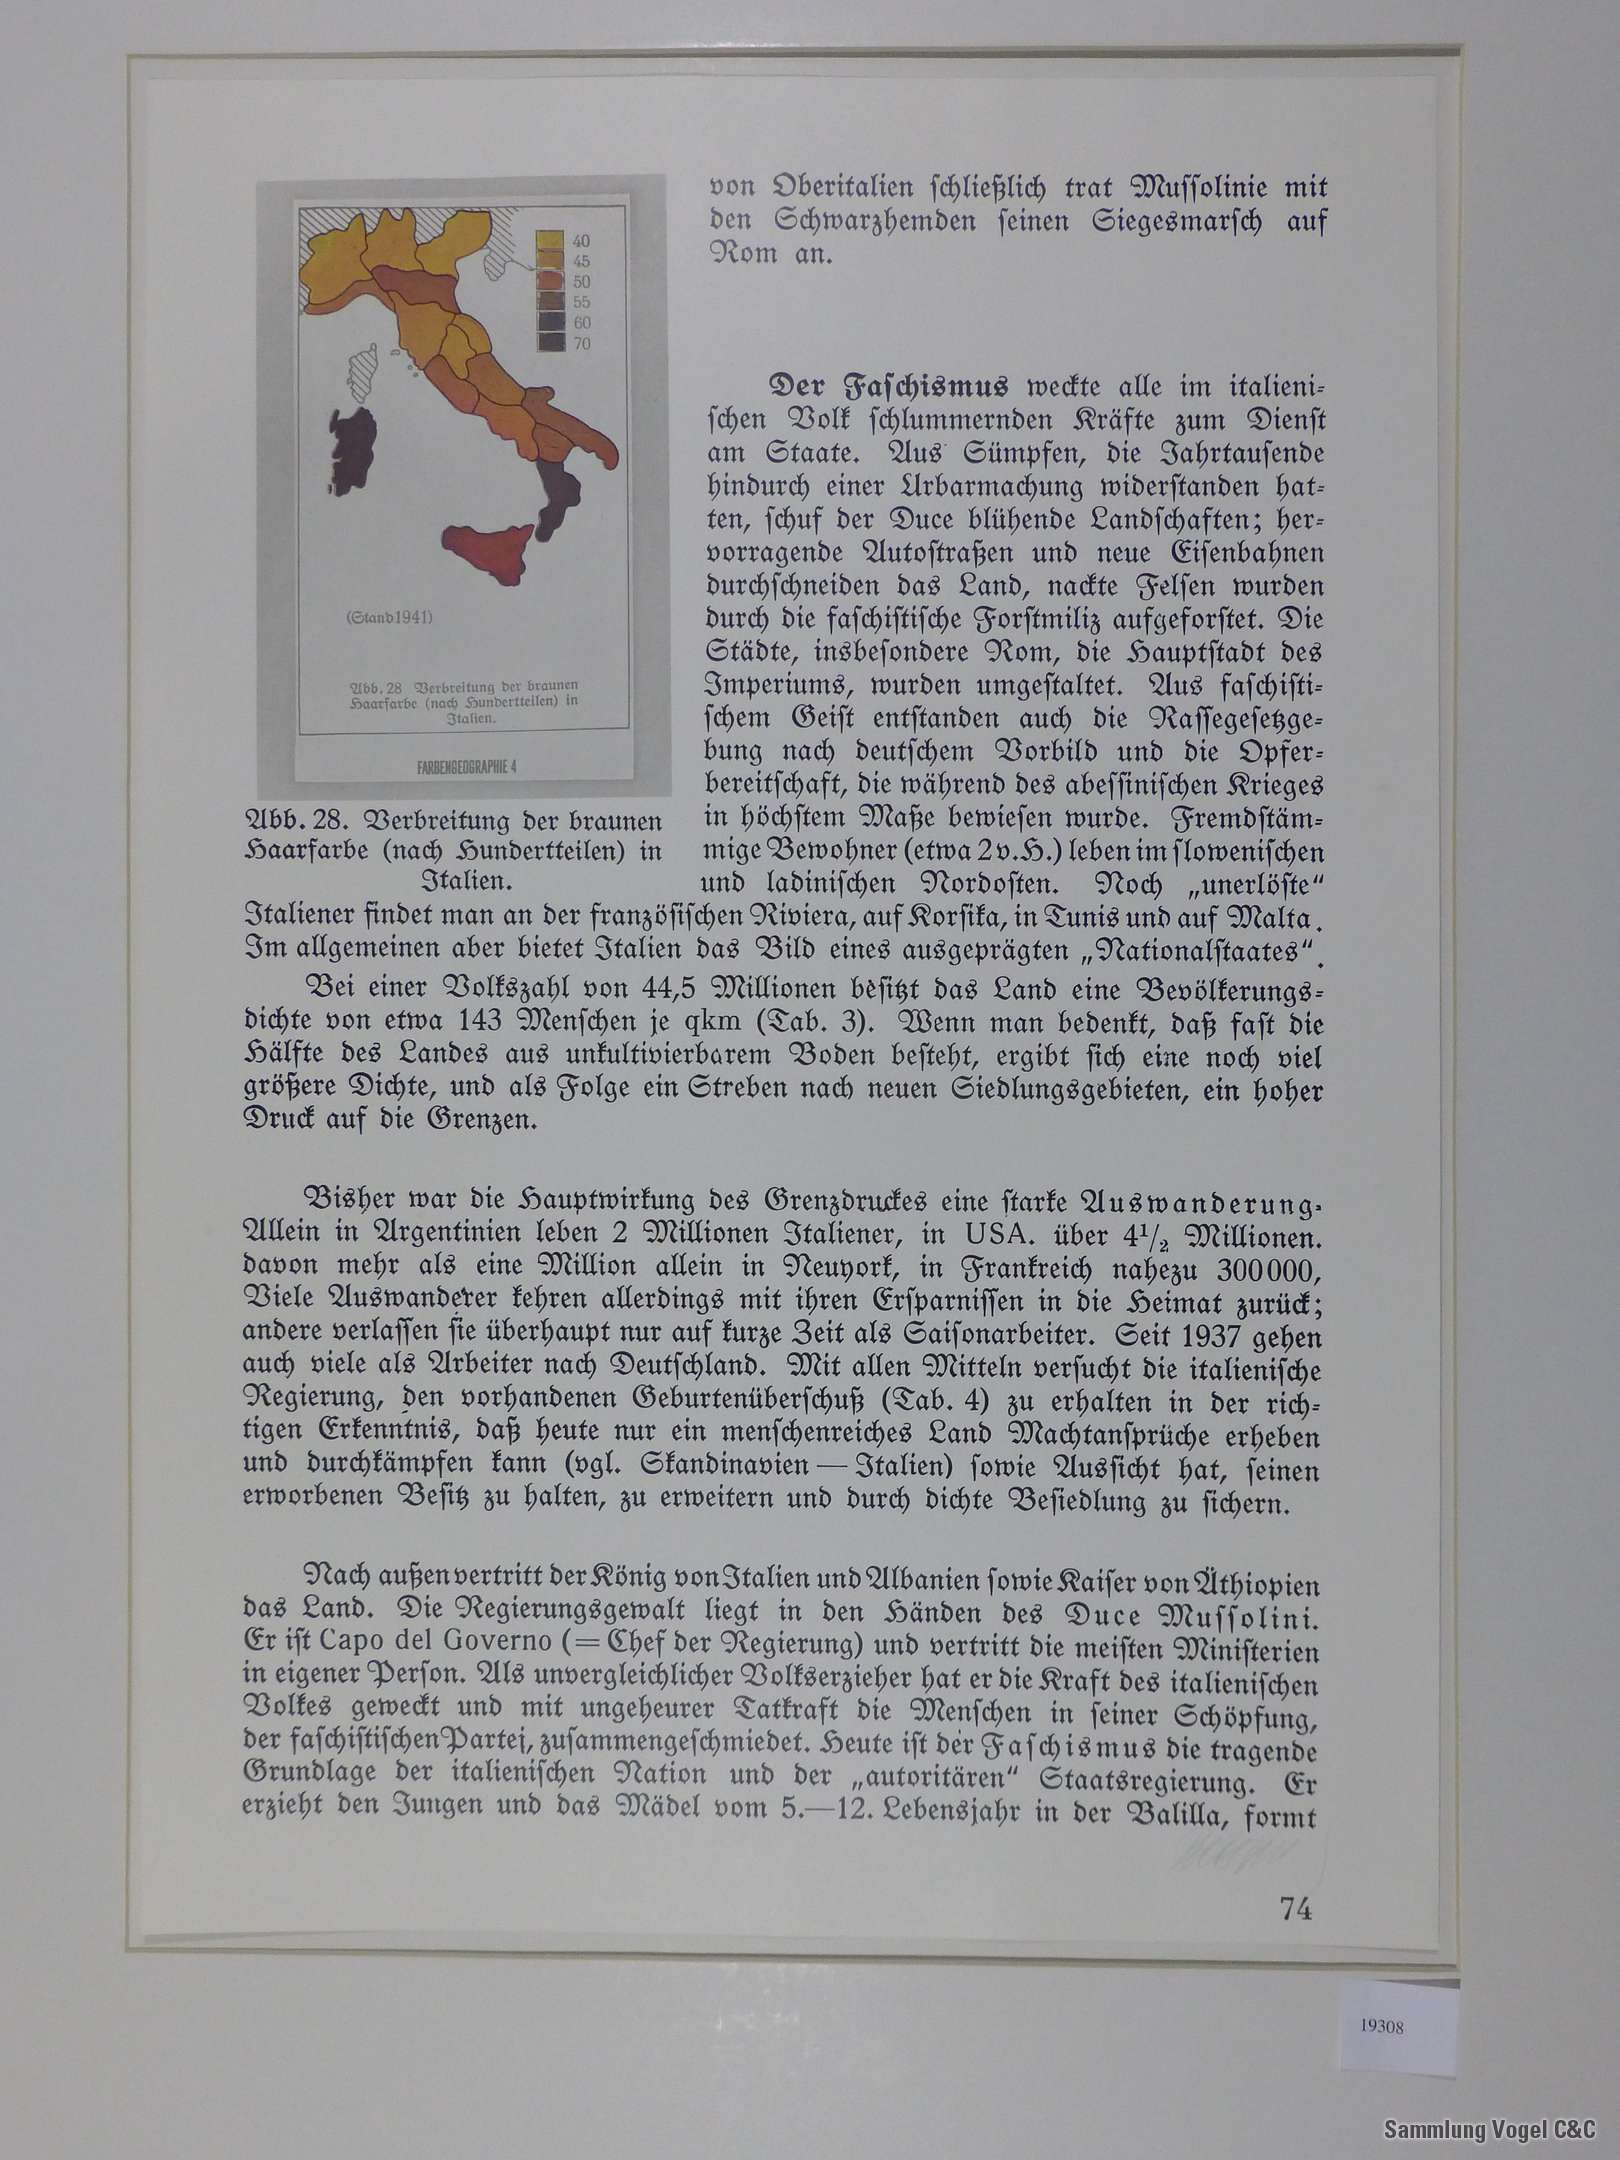 40
45
50
55
60
70
(Stand 1941)
Abb. 28 Verbreitung der braunen
Haarfarbe (nach Hundertteilen) in
Italien.
FARBENGEOGRAPHIE 4
Abb. 28. Verbreitung der braunen
Haarfarbe (nach Hundertteilen) in
Italien.
von Oberitalien schließlich trat Mussolinie mit
den Schwarzhemden seinen Siegesmarsch auf
Rom an.
Der Faschismus weckte alle im italieni-
schen Volk schlummernden Kräfte zum Dienst
am Staate. Aus Sümpfen, die Jahrtausende
hindurch einer Urbarmachung widerstanden hat-
ten, schuf der Duce blühende Landschaften; her-
vorragende Autostraßen und neue Eisenbahnen
durchschneiden das Land, nackte Felsen wurden
durch die faschistische Forstmiliz aufgeforstet. Die
Städte, insbesondere Rom, die Hauptstadt des
Imperiums, wurden umgestaltet. Aus faschisti-
schem Geist entstanden auch die Rassegesetzge-
bung nach deutschem Vorbild und die Opfer-
bereitschaft, die während des abessinischen Krieges
in höchstem Maße bewiesen wurde. Fremdstäm-
mige Bewohner (etwa 2 v. H.) leben im slowenischen
und ladinischen Nordosten. Noch „unerlöste“
Italiener findet man an der französischen Riviera, auf Korsika, in Tunis und auf Malta.
Im allgemeinen aber bietet Italien das Bild eines ausgeprägten „Nationalstaates“.
Bei einer Volkszahl von 44,5 Millionen besitzt das Land eine Bevölkerungs-
dichte von etwa 143 Menschen je qkm (Tab. 3). Wenn man bedenkt, daß fast die
Hälfte des Landes aus unkultivierbarem Boden besteht, ergibt sich eine noch viel
größere Dichte, und als Folge ein Streben nach neuen Siedlungsgebieten, ein hoher
Druck auf die Grenzen.
Bisher war die Hauptwirkung des Grenzdruckes eine starke Auswanderung.
Allein in Argentinien leben 2 Millionen Italiener, in USA. über 4½ Millionen.
davon mehr als eine Million allein in Neuyork, in Frankreich nahezu 300 000,
Viele Auswanderer kehren allerdings mit ihren Ersparnissen in die Heimat zurück;
andere verlassen sie überhaupt nur auf kurze Zeit als Saisonarbeiter. Seit 1937 gehen
auch viele als Arbeiter nach Deutschland. Mit allen Mitteln versucht die italienische
Regierung, den vorhandenen Geburtenüberschuß (Tab. 4) zu erhalten in der rich-
tigen Erkenntnis, daß heute nur ein menschenreiches Land Machtansprüche erheben
und durchkämpfen kann (vgl. Skandinavien — Italien) sowie Aussicht hat, seinen
erworbenen Besitz zu halten, zu erweitern und durch dichte Besiedlung zu sichern.
Nach außen vertritt der König von Italien und Albanien sowie Kaiser von Äthiopien
das Land. Die Regierungsgewalt liegt in den Händen des Duce Mussolini.
Er ist Capo del Governo (= Chef der Regierung) und vertritt die meisten Ministerien
in eigener Person. Als unvergleichlicher Volkserzieher hat er die Kraft des italienischen
Volkes geweckt und mit ungeheurer Tatkraft die Menschen in seiner Schöpfung,
der faschistischen Partei, zusammengeschmiedet. Heute ist der Faschismus die tragende
Grundlage der italienischen Nation und der „autoritären“ Staatsregierung. Er
erzieht den Jungen und das Mädel vom 5.—12. Lebensjahr in der Balilla, formt
74
19308
Sammlung Vogel C&C